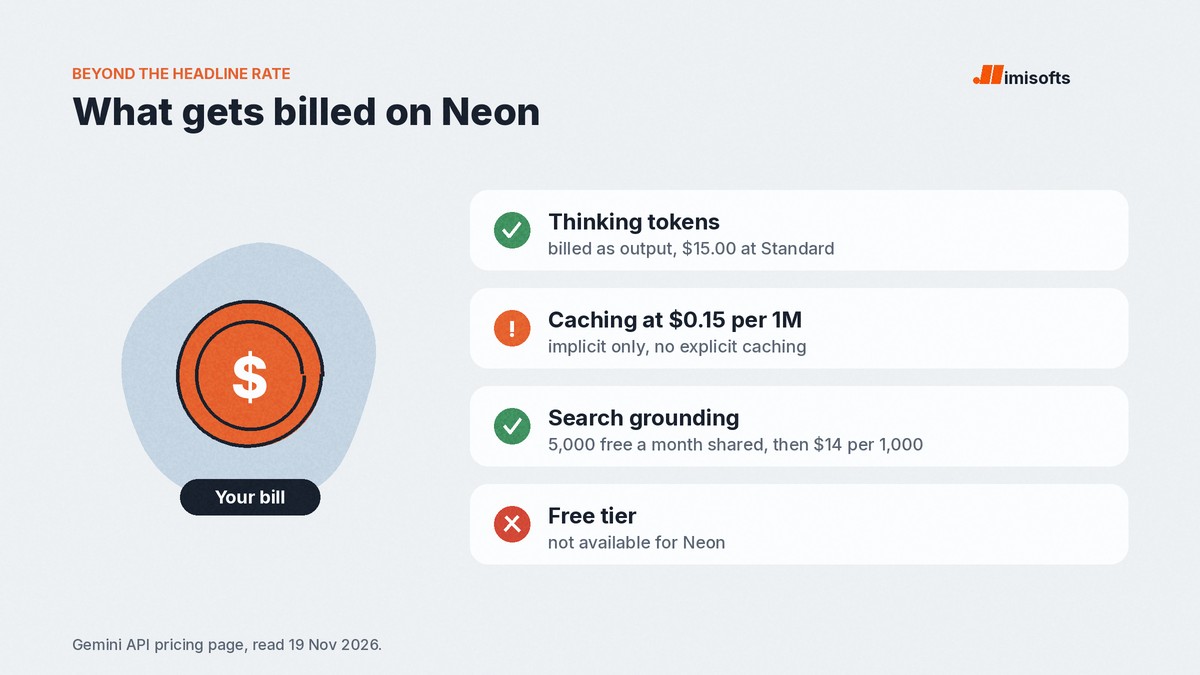 BEYOND THE HEADLINE RATE
What gets billed on Neon
imisofts
Thinking tokens
billed as output, $15.00 at Standard
Caching at $0.15 per 1M
implicit only, no explicit caching
Search grounding
5,000 free a month shared, then $14 per 1,000
Free tier
not available for Neon
$
Your bill
Gemini API pricing page, read 19 Nov 2026.